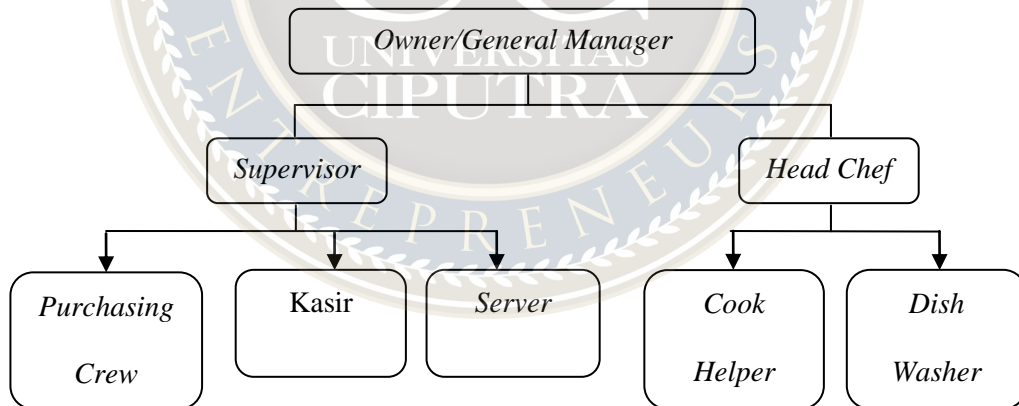 Owner/General Manager
UNIVERSITAS
CIPUTRA
ENTREPRENEURS
Supervisor
Head Chef
Purchasing
Crew
Kasir
Server
Cook
Helper
Dish
Washer